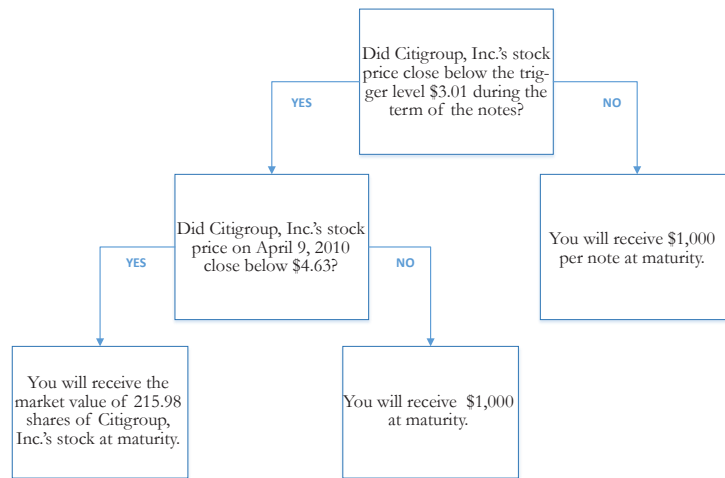 Did Citigroup, Inc.'s stock
price close below the trig-
ger level $3.01 during the
term of the notes?
YES
NO
Did Citigroup, Inc.'s stock
price on April 9, 2010
close below $4.63?
You will receive $1,000
per note at maturity.
YES
NO
You will receive the
market value of 215.98
shares of Citigroup,
Inc.'s stock at maturity.
You will receive $1,000
at maturity.